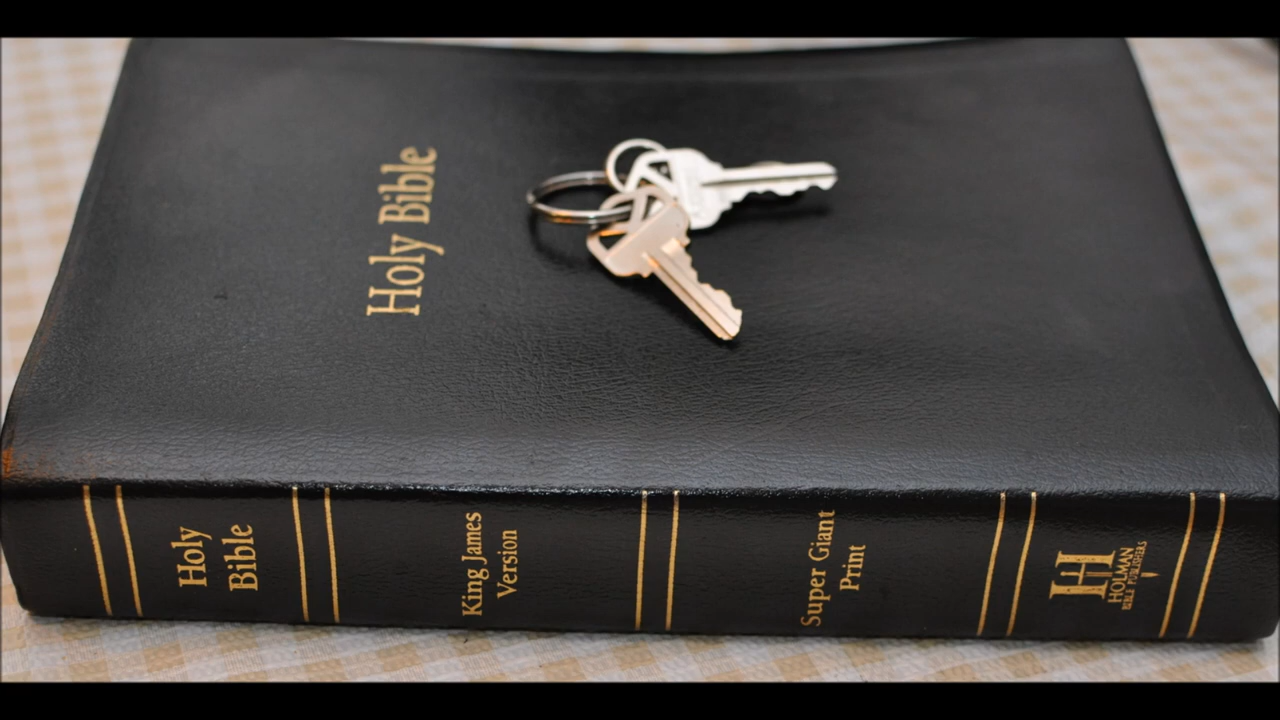 Holy Bible
Holy
Bible
King James
Version
Super Giant
Print
HOLMAN
BIBLE PUBLISHERS